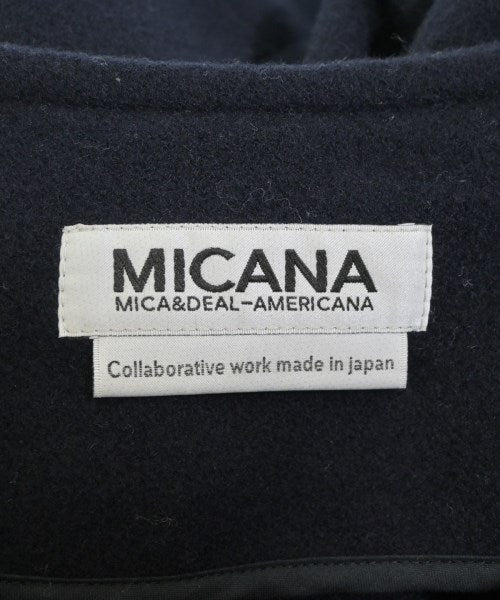 MICANA
MICA&DEAL-AMERICANA
Collaborative work made in japan